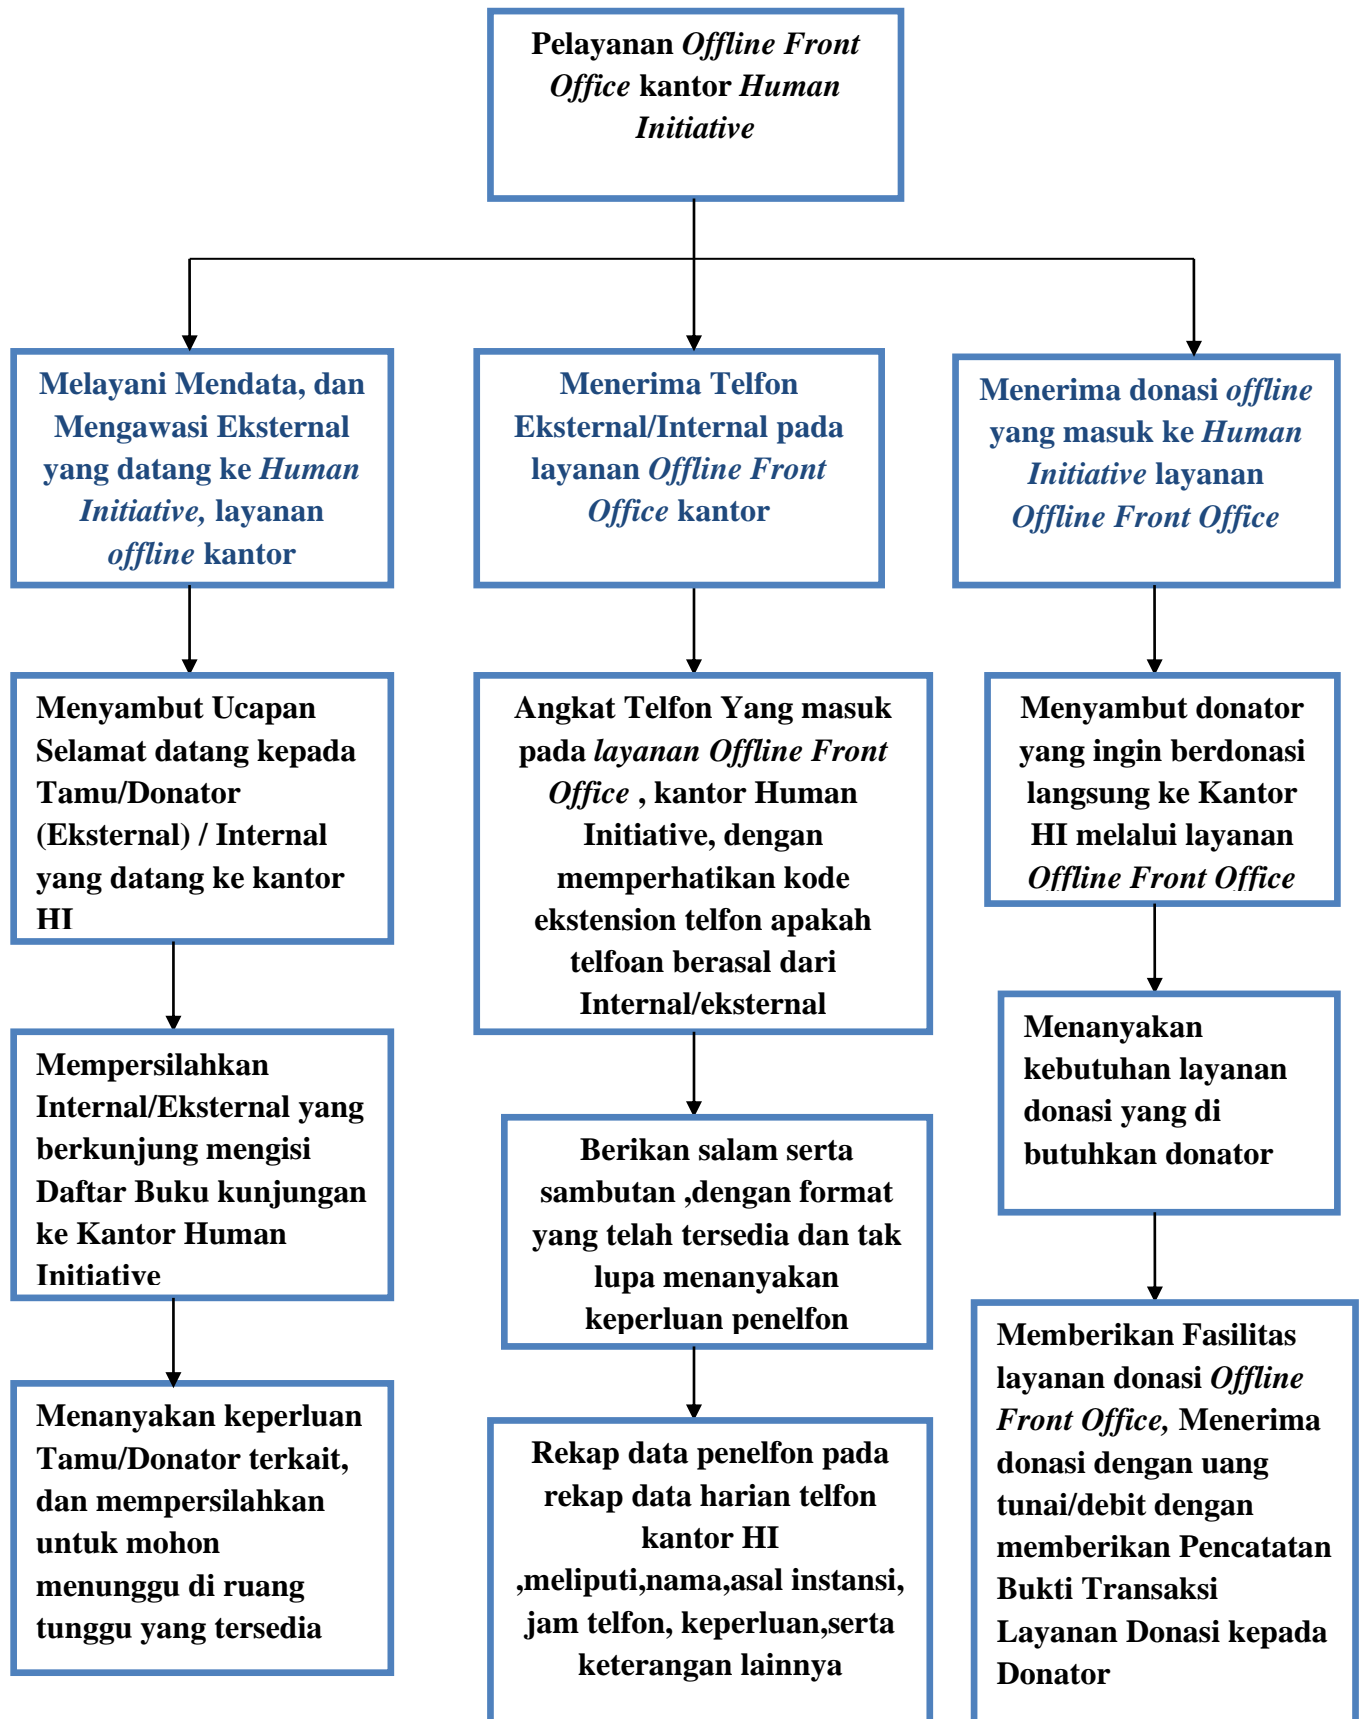 Pelayanan Offline Front
Office kantor Human
Initiative
Melayani Mendata, dan
Mengawasi Eksternal
yang datang ke Human
Initiative, layanan
offline kantor
Menerima Telfon
Eksternal/Internal pada
layanan Offline Front
Office kantor
Menerima donasi offline
yang masuk ke Human
Initiative layanan
Offline Front Office
Menyambut Ucapan
Selamat datang kepada
Tamu/Donator
(Eksternal) / Internal
yang datang ke kantor
HI
Angkat Telfon Yang masuk
pada layanan Offline Front
Office , kantor Human
Initiative, dengan
memperhatikan kode
ekstension telfon apakah
telfoan berasal dari
Internal/eksternal
Menyambut donator
yang ingin berdonasi
langsung ke Kantor
HI melalui layanan
Offline Front Office
Mempersilahkan
Internal/Eksternal yang
berkunjung mengisi
Daftar Buku kunjungan
ke Kantor Human
Initiative
Berikan salam serta
sambutan ,dengan format
yang telah tersedia dan tak
lupa menanyakan
keperluan penelfon
Menanyakan
kebutuhan layanan
donasi yang di
butuhkan donator
Menanyakan keperluan
Tamu/Donator terkait,
dan mempersilahkan
untuk mohon
menunggu di ruang
tunggu yang tersedia
Rekap data penelfon pada
rekap data harian telfon
kantor HI
,meliputi,nama,asal instansi,
jam telfon, keperluan,serta
keterangan lainnya
Memberikan Fasilitas
layanan donasi Offline
Front Office, Menerima
donasi dengan uang
tunai/debit dengan
memberikan Pencatatan
Bukti Transaksi
Layanan Donasi kepada
Donator